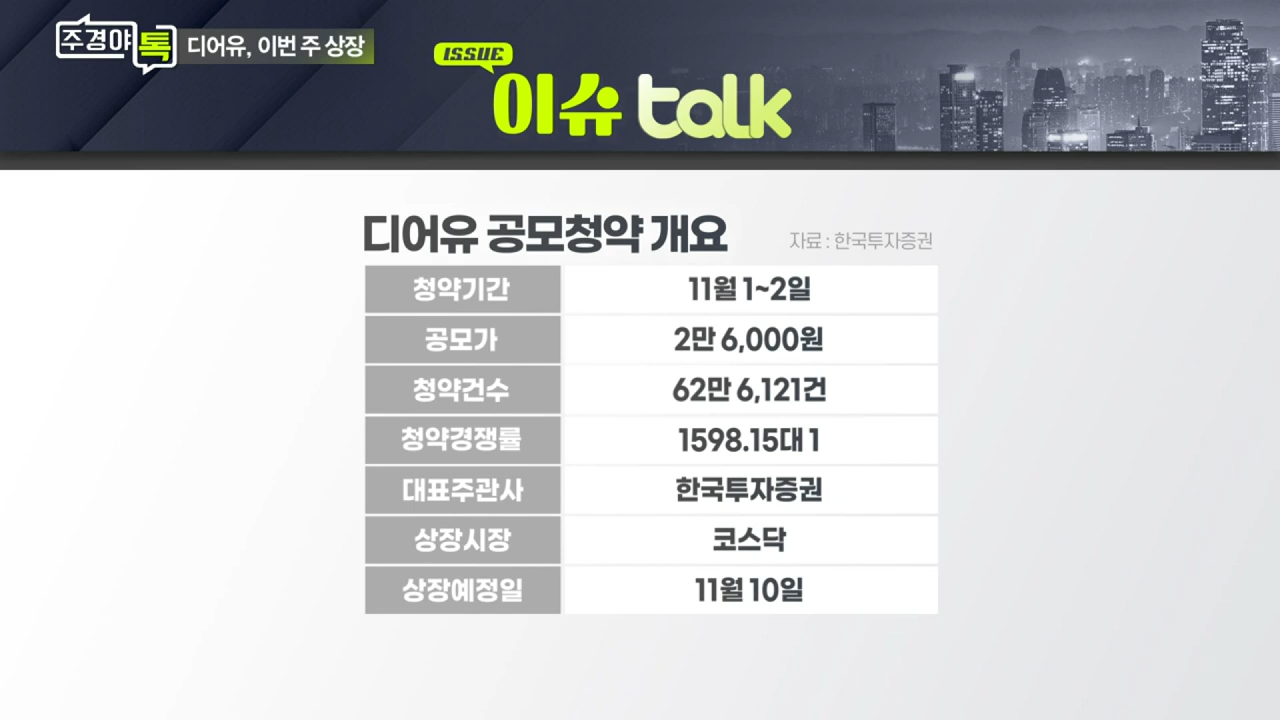 주경야톡
디어유, 이번 주 상장
ISSUE
이슈 talk
디어유 공모청약 개요
자료 : 한국투자증권
청약기간 11월 1~2일
공모가 2만 6,000원
청약건수 62만 6,121건
청약경쟁률 1598.15대 1
대표주관사 한국투자증권
상장시장 코스닥
상장예정일 11월 10일